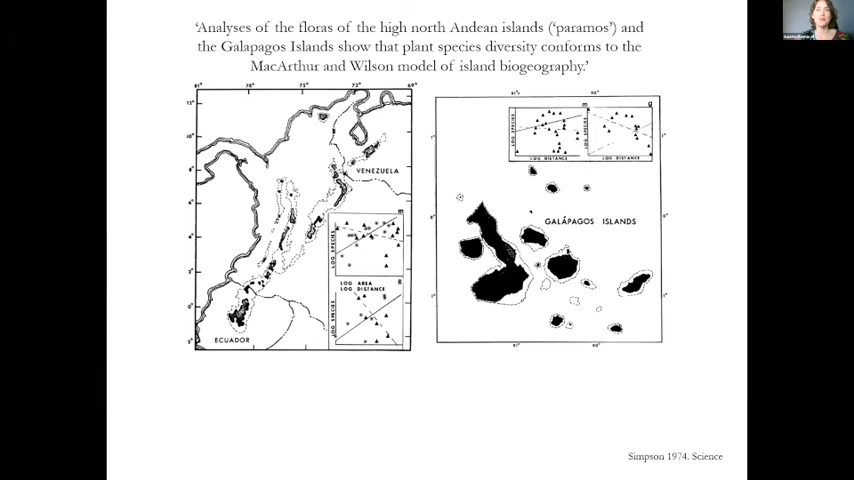 ‘Analyses of the floras of the high north Andean islands (‘paramos’) and
the Galapagos Islands show that plant species diversity conforms to the
MacArthur and Wilson model of island biogeography.’
VENEZUELA
LOG SPECIES
LOG AREA
LOG DISTANCE
LOG SPECIES
ECUADOR
LOG SPECIES
LOG DISTANCE
LOG SPECIES
LOG DISTANCE
GALÁPAGOS ISLANDS
Simpson 1974. Science